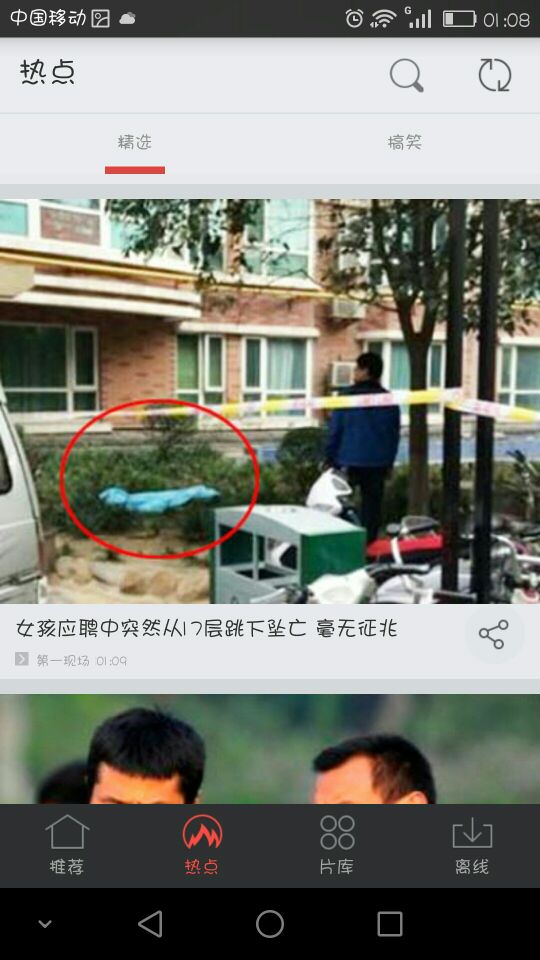 中国移动
G
01:08
热点
精选
搞笑
女孩应聘中突然从17层跳下坠亡 毫无征兆
第一现场 01:09
推荐
热点
片库
离线